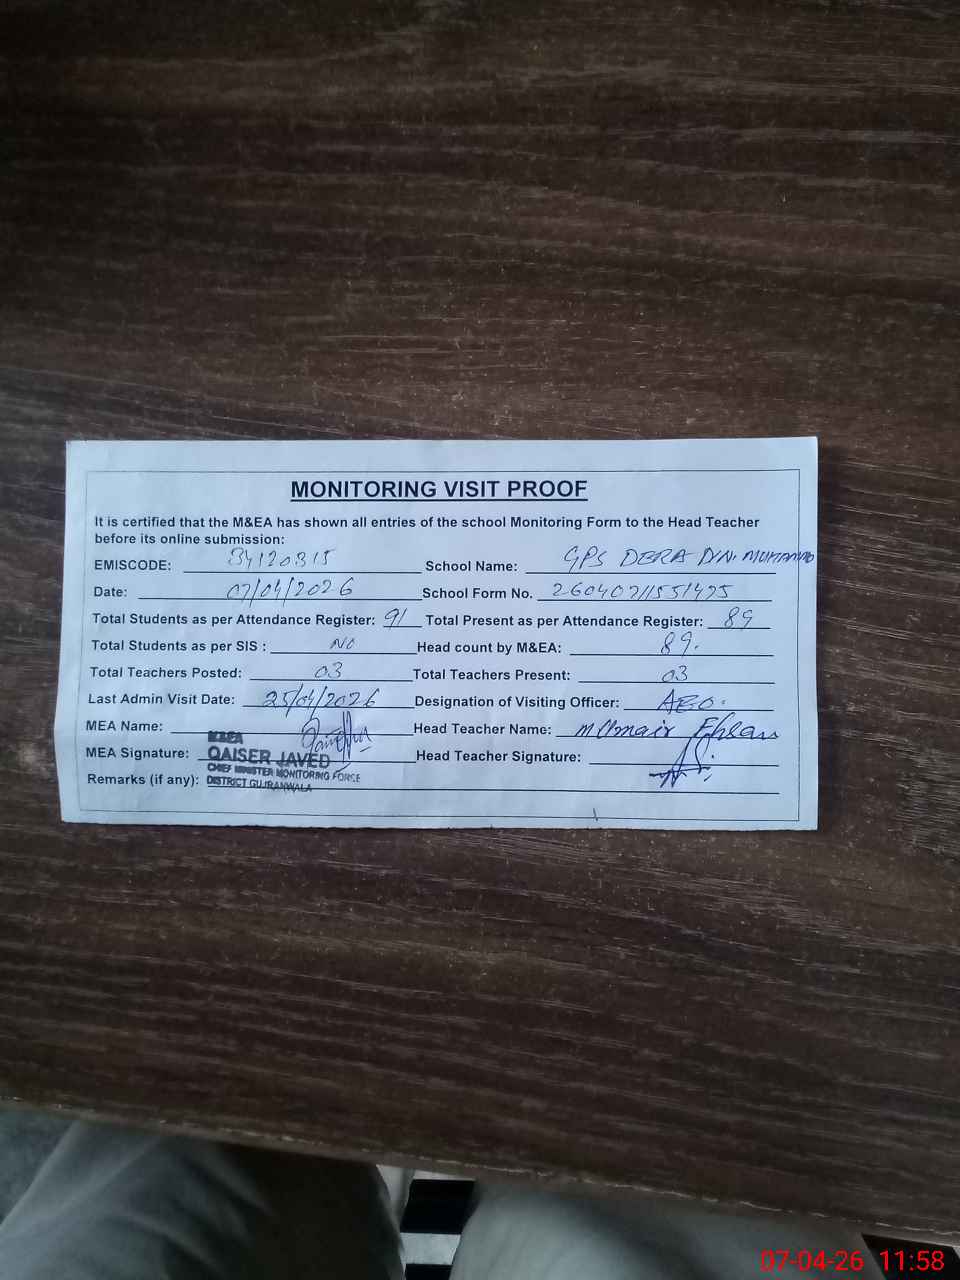 MONITORING VISIT PROOF
It is certified that the M&EA has shown all entries of the school Monitoring Form to the Head Teacher
before its online submission:
EMISCODE: 34120315 School Name: GPS DERA DIN. MUHAMMAD
Date: 07/04/2026 School Form No. 26040711551475
Total Students as per Attendance Register: 91 Total Present as per Attendance Register: 89
Total Students as per SIS : NO Head count by M&EA: 89.
Total Teachers Posted: 03 Total Teachers Present: 03
Last Admin Visit Date: 25/04/2026 Designation of Visiting Officer: AEO.
MEA Name: Head Teacher Name: M Umair Ehsan
M&EA
MEA Signature: QAISER JAVED Head Teacher Signature:
CHIEF MINISTER MONITORING FORCE
Remarks (if any): DISTRICT GUJRANWALA
07-04-26 11:58